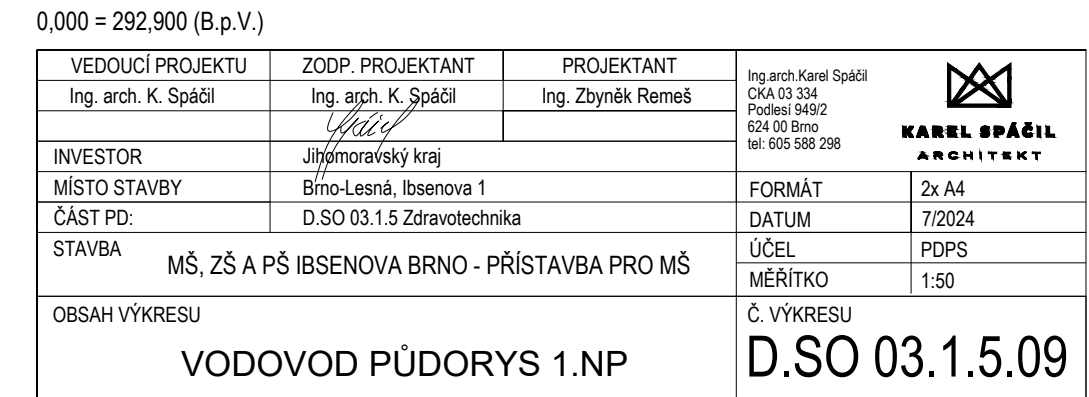 0,000 = 292,900 (B.p.V.)
VEDOUCÍ PROJEKTU ZODP. PROJEKTANT PROJEKTANT
Ing. arch. K. Spáčil Ing. arch. K. Spáčil Ing. Zbyněk Remeš
INVESTOR Jihomoravský kraj
MÍSTO STAVBY Brno-Lesná, Ibsenova 1
ČÁST PD: D.SO 03.1.5 Zdravotechnika
STAVBA
MŠ, ZŠ A PŠ IBSENOVA BRNO - PŘÍSTAVBA PRO MŠ
OBSAH VÝKRESU
VODOVOD PŮDORYS 1.NP
Ing.arch.Karel Spáčil
CKA 03 334
Podlesí 949/2
624 00 Brno
tel: 605 588 298
KAREL SPÁČIL
ARCHITEKT
FORMÁT 2x A4
DATUM 7/2024
ÚČEL PDPS
MĚŘÍTKO 1:50
Č. VÝKRESU
D.SO 03.1.5.09